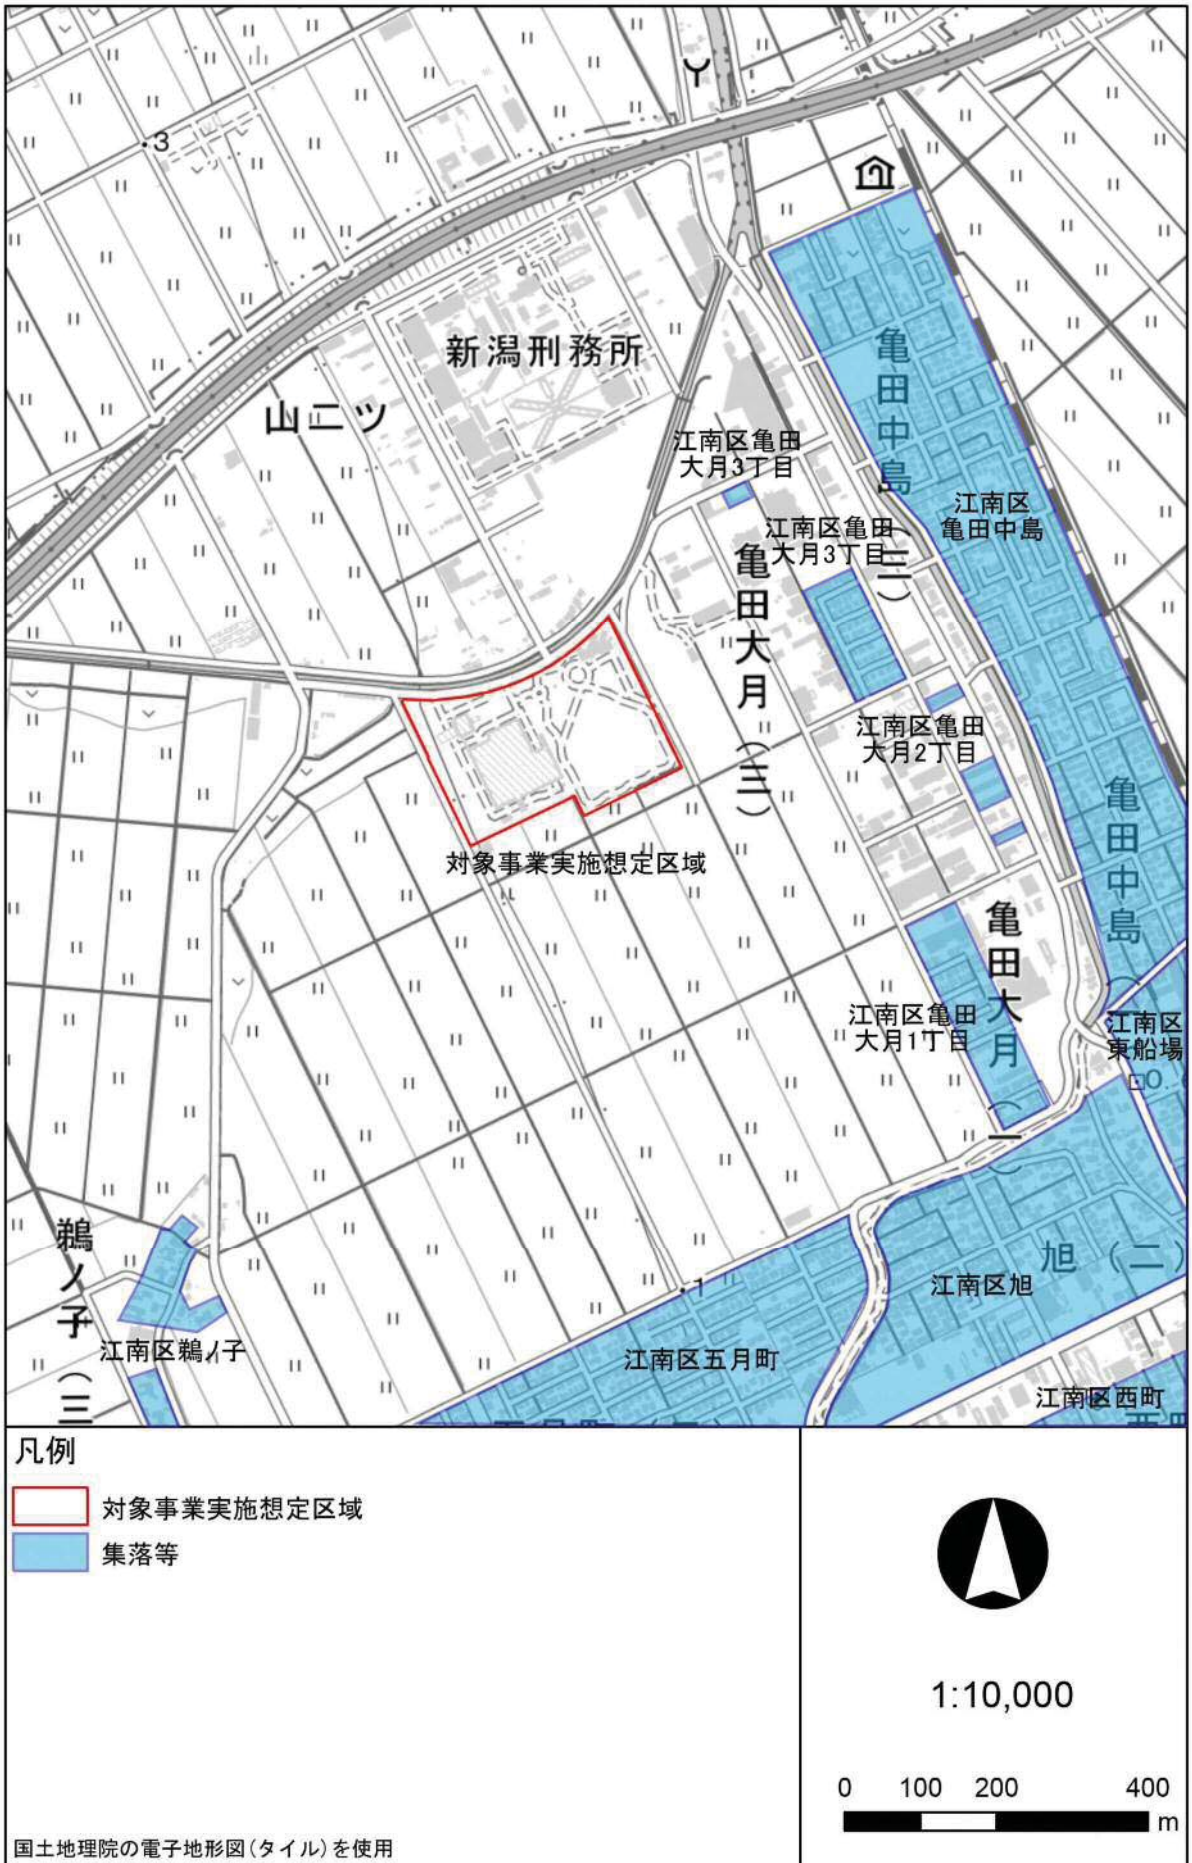 ・3
新潟刑務所
山二ツ
亀田中島（三）
江南区亀田
大月3丁目
江南区
亀田中島
江南区亀田
大月3丁目
亀田大月（三）
江南区亀田
大月2丁目
対象事業実施想定区域
亀田中島（
亀田大月（一）
江南区亀田
大月1丁目
江南区
東船場
0.
鵜ノ子（三
江南区鵜ノ子
・1
旭（二）
江南区旭
江南区五月町
江南区西町
凡例
対象事業実施想定区域
集落等
1:10,000
0 100 200 400
m
国土地理院の電子地形図(タイル)を使用